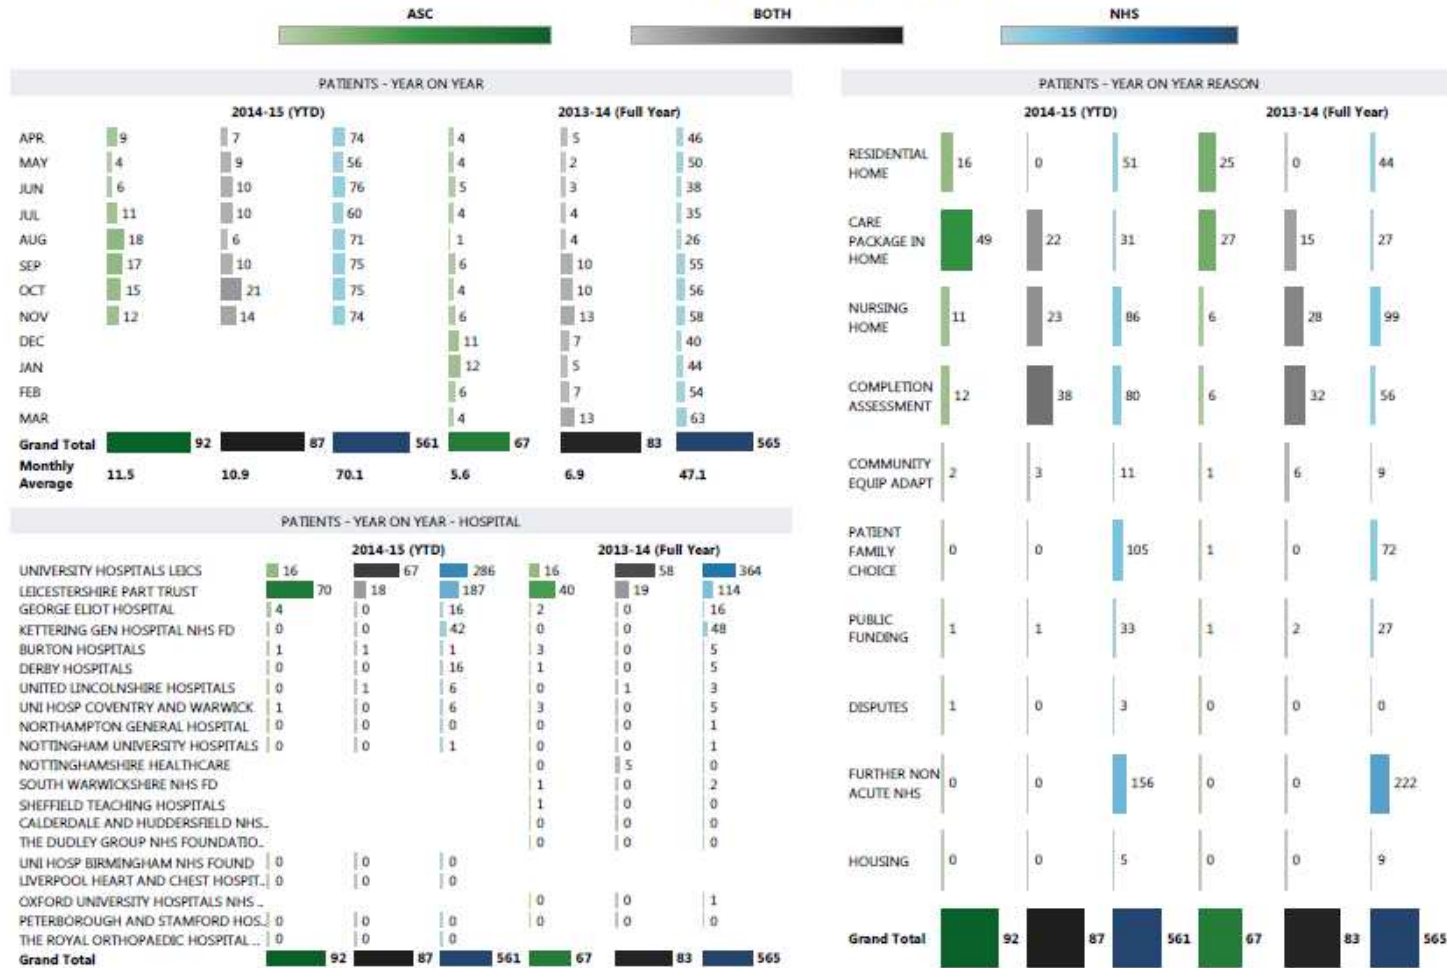 ASC BOTH NHS
PATIENTS - YEAR ON YEAR
2014-15 (YTD) 2013-14 (Full Year)
APR 9 7 74 4 5 46
MAY 4 9 56 4 2 50
JUN 6 10 76 5 3 38
JUL 11 10 60 4 4 35
AUG 18 6 71 1 4 26
SEP 17 10 75 6 10 55
OCT 15 21 75 4 10 56
NOV 12 14 74 6 13 58
DEC 11 7 40
JAN 12 5 44
FEB 6 7 54
MAR 4 13 63
Grand Total 92 87 561 67 83 565
Monthly
Average 11.5 10.9 70.1 5.6 6.9 47.1
PATIENTS - YEAR ON YEAR - HOSPITAL
2014-15 (YTD) 2013-14 (Full Year)
UNIVERSITY HOSPITALS LEICS 16 67 286 16 58 364
LEICESTERSHIRE PART TRUST 70 18 187 40 19 114
GEORGE ELIOT HOSPITAL 4 0 16 2 0 16
KETTERING GEN HOSPITAL NHS FD 0 0 42 0 0 48
BURTON HOSPITALS 1 1 1 3 0 5
DERBY HOSPITALS 0 0 16 1 0 5
UNITED LINCOLNSHIRE HOSPITALS 0 1 6 0 1 3
UNI HOSP COVENTRY AND WARWICK 1 0 6 3 0 5
NORTHAMPTON GENERAL HOSPITAL 0 0 0 0 0 1
NOTTINGHAM UNIVERSITY HOSPITALS 0 0 1 0 0 1
NOTTINGHAMSHIRE HEALTHCARE 0 5 0
SOUTH WARWICKSHIRE NHS FD 1 0 2
SHEFFIELD TEACHING HOSPITALS 1 0 0
CALDERDALE AND HUDDERSFIELD NHS.. 0 0 0
THE DUDLEY GROUP NHS FOUNDATIO.. 0 0 0
UNI HOSP BIRMINGHAM NHS FOUND 0 0 0
LIVERPOOL HEART AND CHEST HOSPIT.. 0 0 0
OXFORD UNIVERSITY HOSPITALS NHS .. 0 0 1
PETERBOROUGH AND STAMFORD HOS.. 0 0 0 0 0 0
THE ROYAL ORTHOPAEDIC HOSPITAL .. 0 0 0
Grand Total 92 87 561 67 83 565
PATIENTS - YEAR ON YEAR REASON
2014-15 (YTD) 2013-14 (Full Year)
RESIDENTIAL
HOME 16 0 51 25 0 44
CARE
PACKAGE IN 49 22 31 27 15 27
HOME
NURSING
HOME 11 23 86 6 28 99
COMPLETION
ASSESSMENT 12 38 80 6 32 56
COMMUNITY
EQUIP ADAPT 2 3 11 1 6 9
PATIENT
FAMILY 0 0 105 1 0 72
CHOICE
PUBLIC
FUNDING 1 1 33 1 2 27
DISPUTES 1 0 3 0 0 0
FURTHER NON
ACUTE NHS 0 0 156 0 0 222
HOUSING 0 0 5 0 0 9
Grand Total 92 87 561 67 83 565